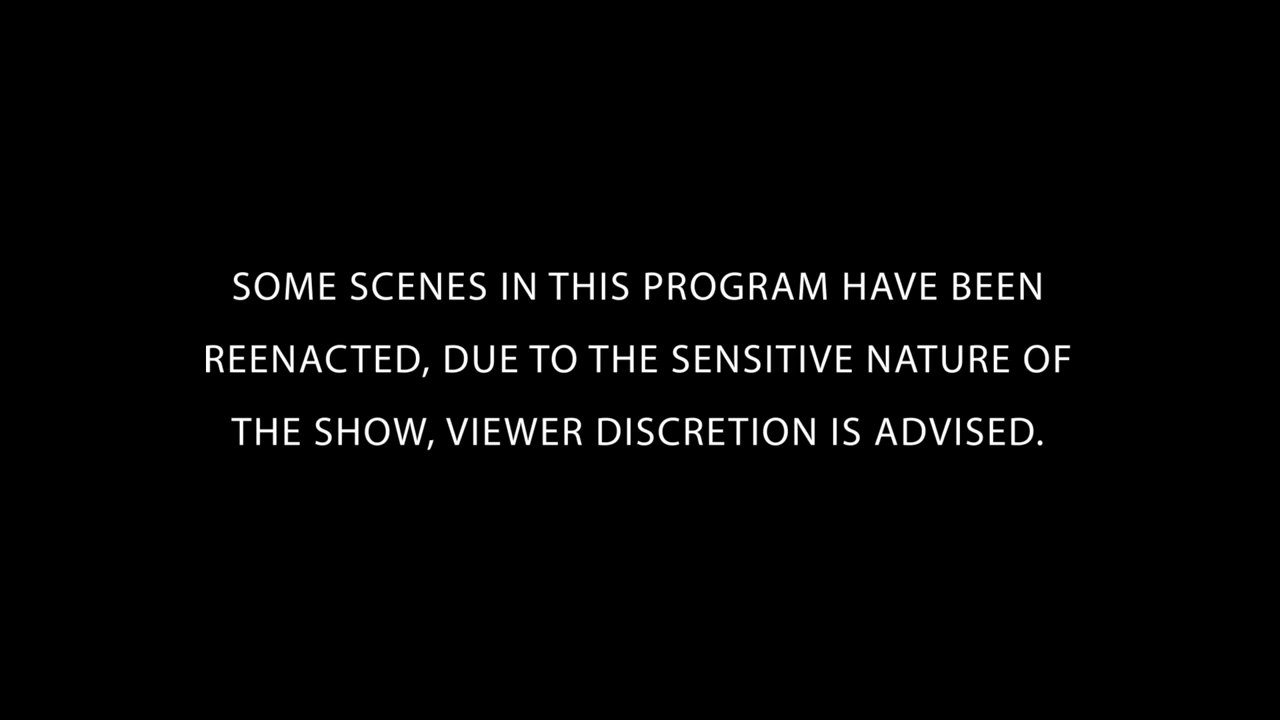 SOME SCENES IN THIS PROGRAM HAVE BEEN
REENACTED, DUE TO THE SENSITIVE NATURE OF
THE SHOW, VIEWER DISCRETION IS ADVISED.